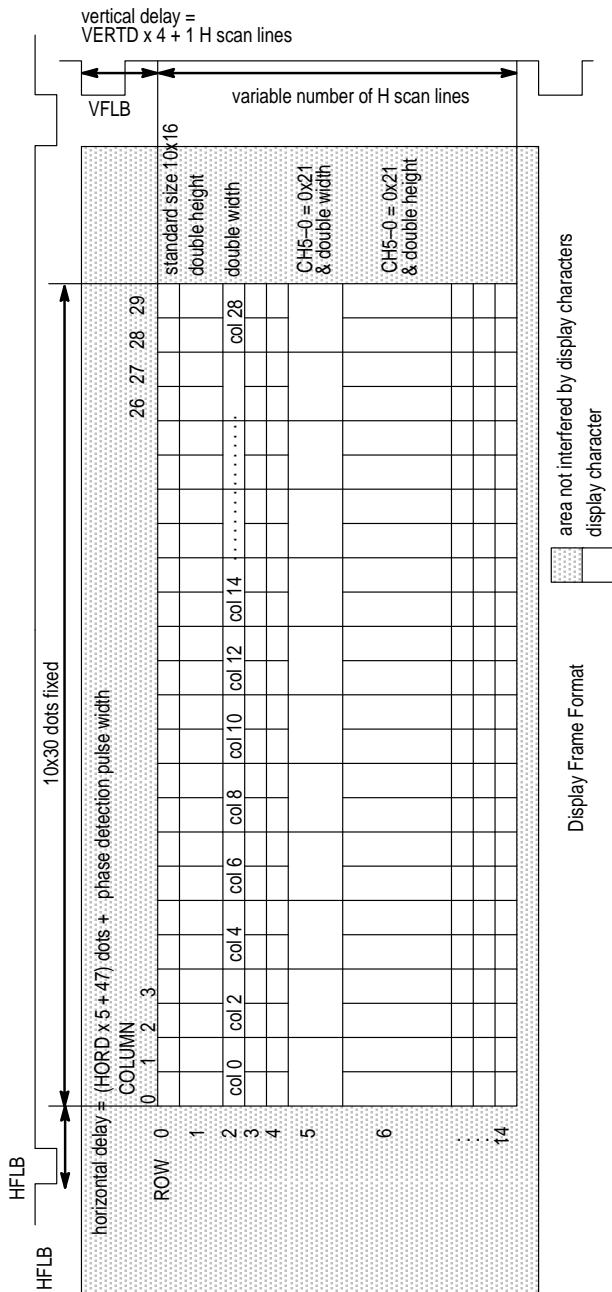 vertical delay =
VERTD x 4 + 1 H scan lines
VFLB
variable number of H scan lines
HFLB
HFLB
10x30 dots fixed
horizontal delay = (HORD x 5 + 47) dots + phase detection pulse width
COLUMN
0 1 2 3 26 27 28 29
ROW
0 standard size 10x16
1 double height
2 col 0 col 2 col 4 col 6 col 8 col 10 col 12 col 14 . . . . . . . . . . . . col 28 double width
3
4
5 CH5–0 = 0x21
& double width
6 CH5–0 = 0x21
& double height
. . . .
14
area not interfered by display characters
display character
Display Frame Format